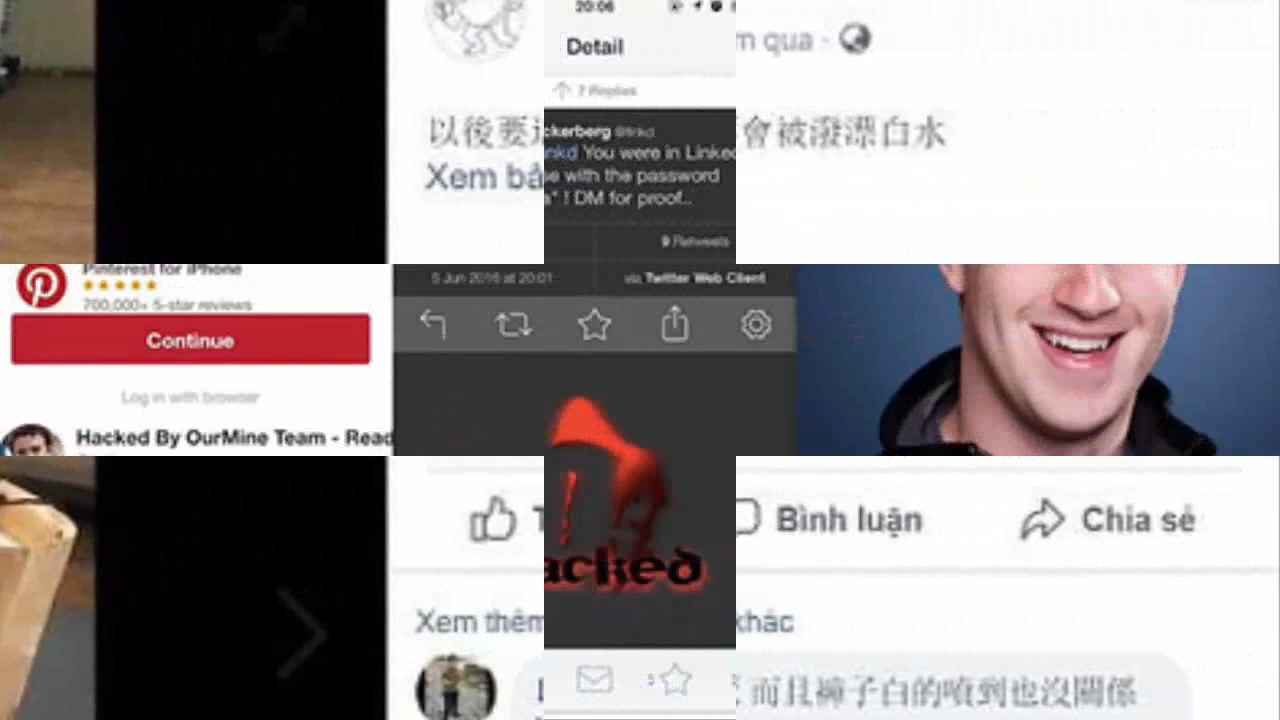 20:06
Detail
m qua
7 Replies
以後要
會被潑漂白水
ckerberg @finkd
nkd You were in Linked
Xem bả
se with the password
a" ! DM for proof..
9 Retweets
Pinterest for iPhone
700,000+ 5-star reviews
5 Jun 2016 at 20:01
via Twitter Web Client
Continue
Log in with browser
Hacked By OurMine Team - Read
T
Bình luận
Chia sẻ
acked
Xem thêm
khác
而且褲子白的噴到也沒關係